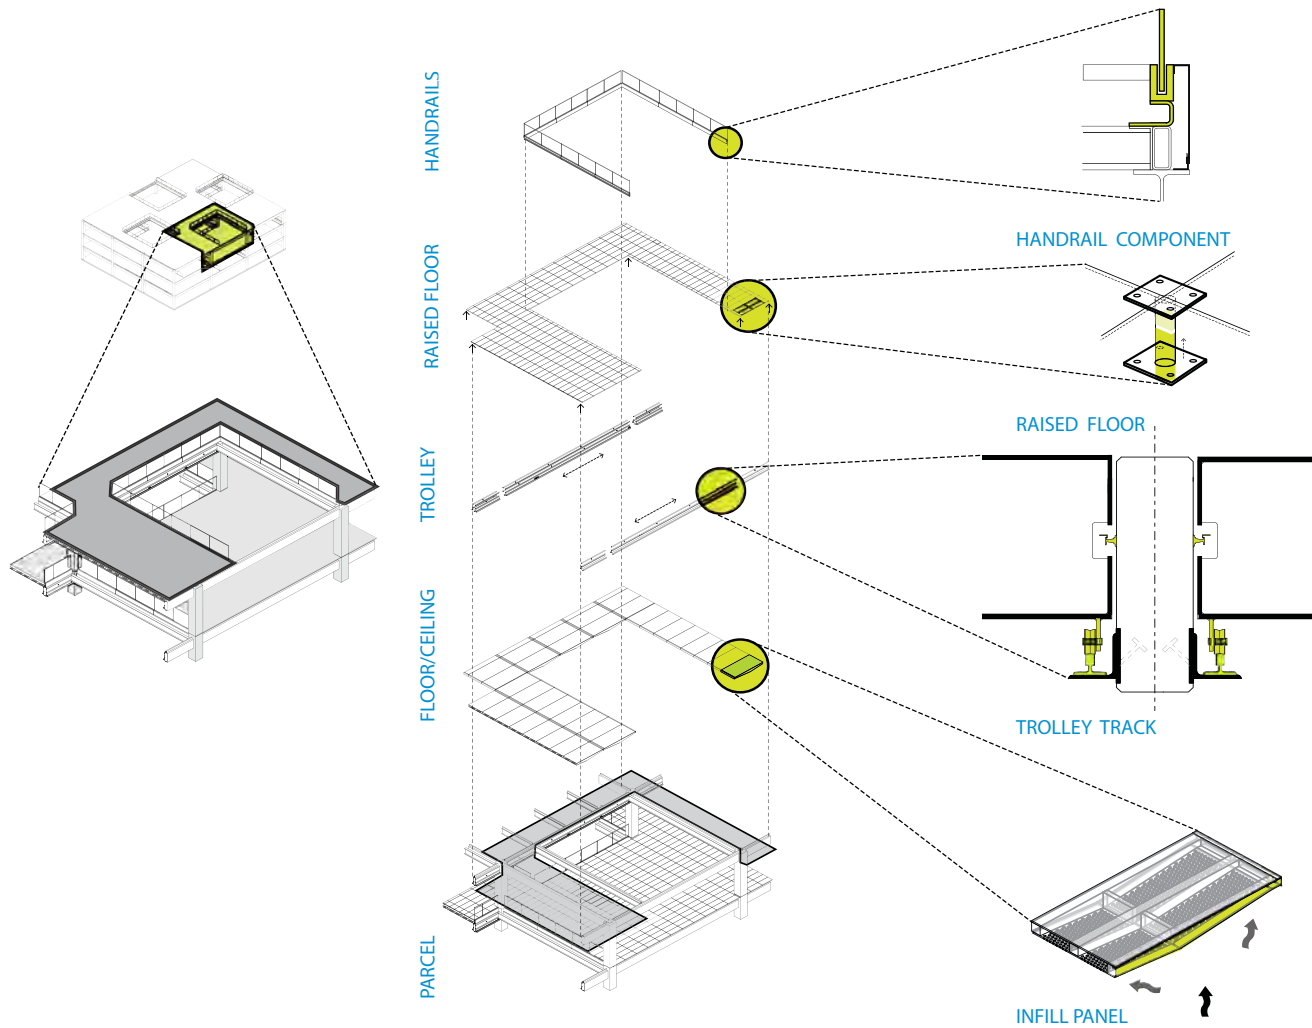 HANDRAILS
RAISED FLOOR
TROLLEY
FLOOR/CEILING
PARCEL
HANDRAIL COMPONENT
RAISED FLOOR
TROLLEY TRACK
INFILL PANEL